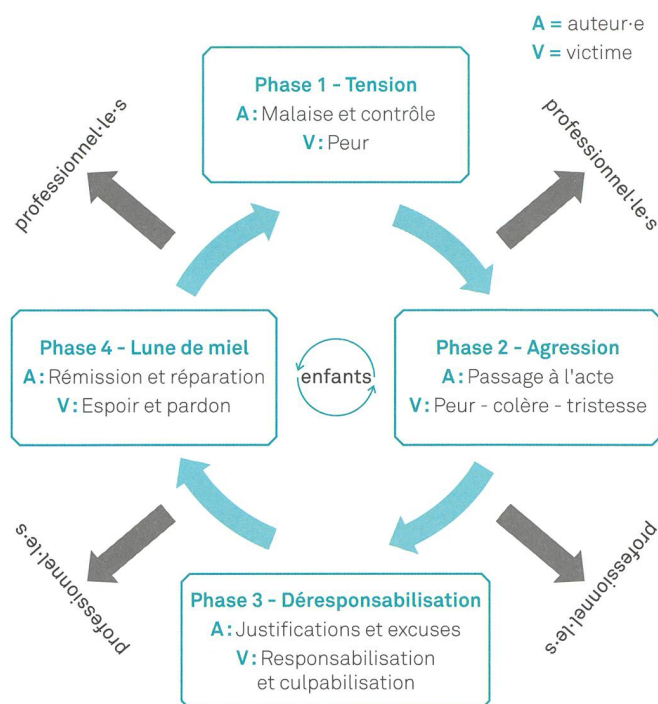 A = auteur·e
V = victime
professionnel·le·s
Phase 1 - Tension
A : Malaise et contrôle
V : Peur
professionnel·le·s
Phase 4 - Lune de miel
A : Rémission et réparation
V : Espoir et pardon
enfants
Phase 2 - Agression
A : Passage à l'acte
V : Peur - colère - tristesse
professionnel·le·s
Phase 3 - Déresponsabilisation
A : Justifications et excuses
V : Responsabilisation
et culpabilisation
professionnel·le·s